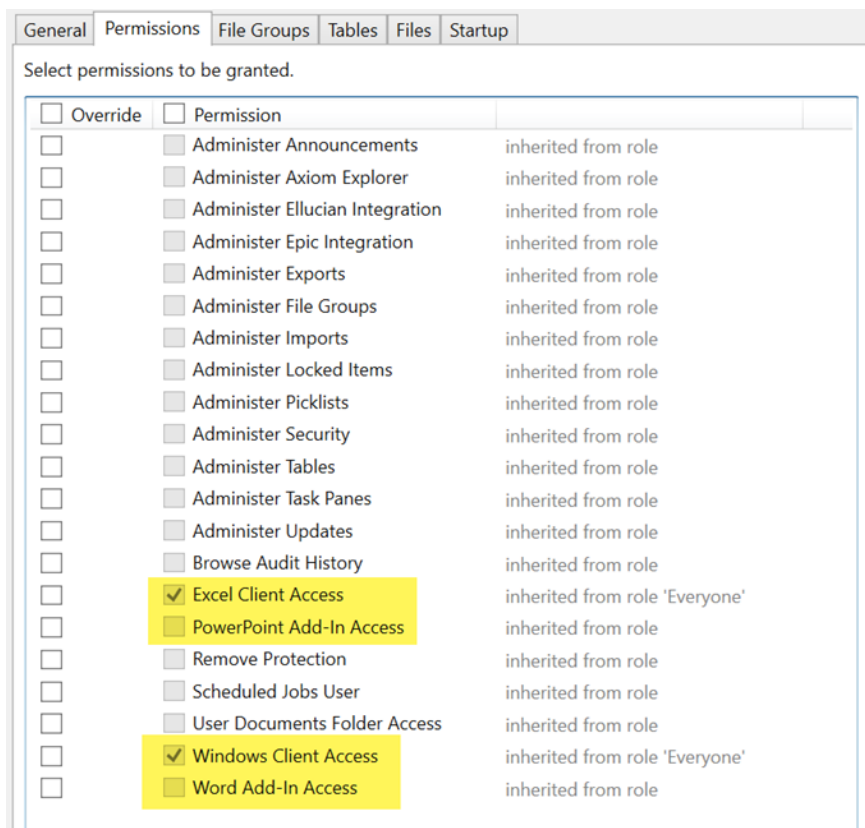 General Permissions File Groups Tables Files Startup
Select permissions to be granted.
Override Permission
Administer Announcements inherited from role
Administer Axiom Explorer inherited from role
Administer Ellucian Integration inherited from role
Administer Epic Integration inherited from role
Administer Exports inherited from role
Administer File Groups inherited from role
Administer Imports inherited from role
Administer Locked Items inherited from role
Administer Picklists inherited from role
Administer Security inherited from role
Administer Tables inherited from role
Administer Task Panes inherited from role
Administer Updates inherited from role
Browse Audit History inherited from role
Excel Client Access inherited from role 'Everyone'
PowerPoint Add-In Access inherited from role
Remove Protection inherited from role
Scheduled Jobs User inherited from role
User Documents Folder Access inherited from role
Windows Client Access inherited from role 'Everyone'
Word Add-In Access inherited from role